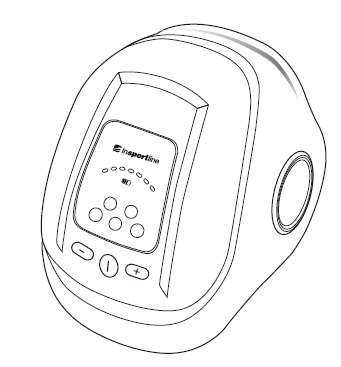 insportline
− | +